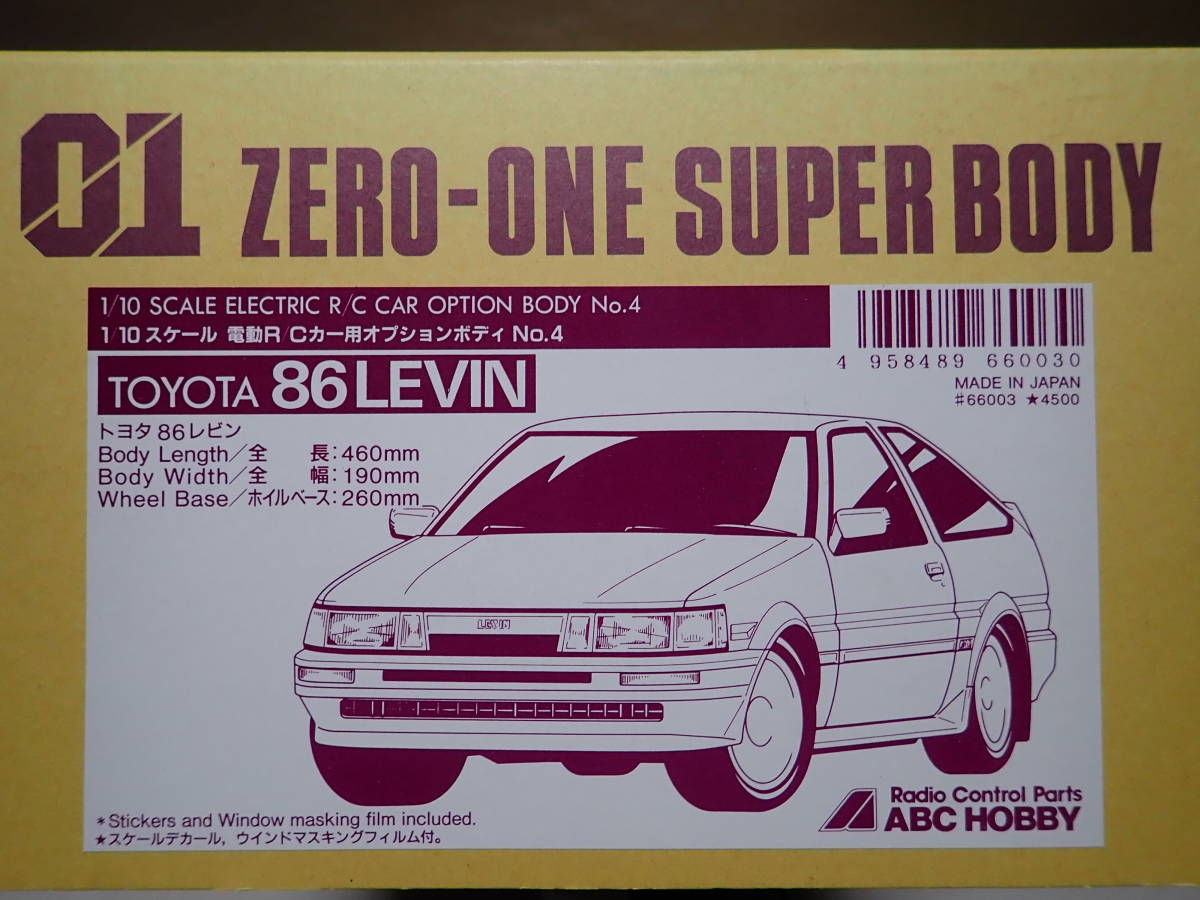 01 ZERO-ONE SUPER BODY
1/10 SCALE ELECTRIC R/C CAR OPTION BODY No.4
1/10スケール 電動R/Cカー用オプションボディ No.4
4 958489 660030
MADE IN JAPAN
#66003 ★4500
TOYOTA 86 LEVIN
トヨタ 86レビン
Body Length/全 長:460mm
Body Width/全 幅:190mm
Wheel Base/ホイルベース:260mm
LEVIN
*Stickers and Window masking film included.
★スケールデカール,ウインドマスキングフィルム付。
Radio Control Parts
ABC HOBBY